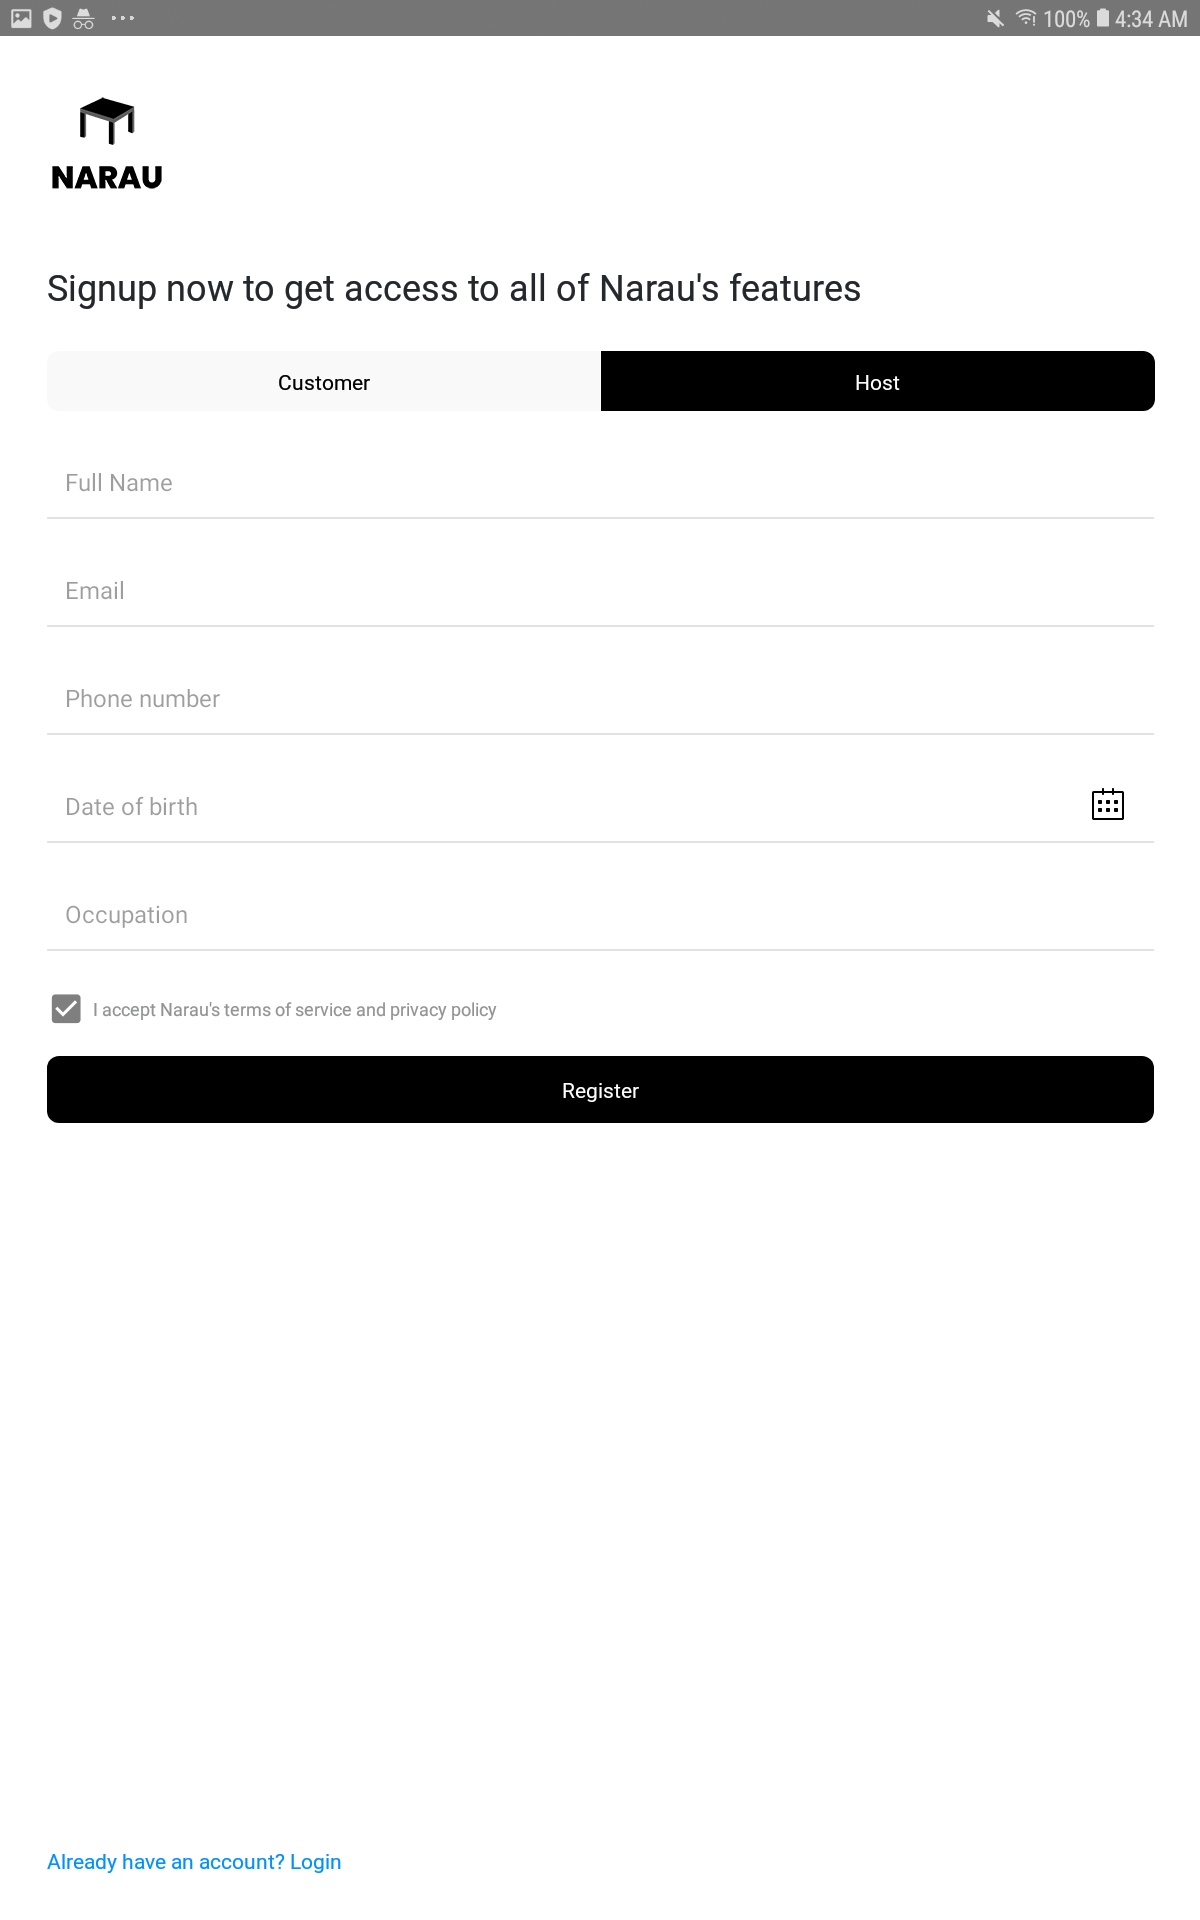 100% 4:34 AM
NARAU
Signup now to get access to all of Narau's features
Customer Host
Full Name
Email
Phone number
Date of birth
Occupation
I accept Narau's terms of service and privacy policy
Register
Already have an account? Login